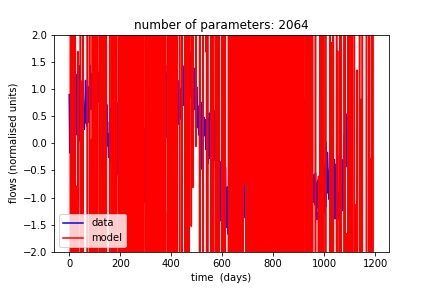 number of parameters: 2064
2.0
1.5
1.0
0.5
0.0
−0.5
−1.0
−1.5
−2.0
flows (normalised units)
data
model
0 200 400 600 800 1000 1200
time (days)